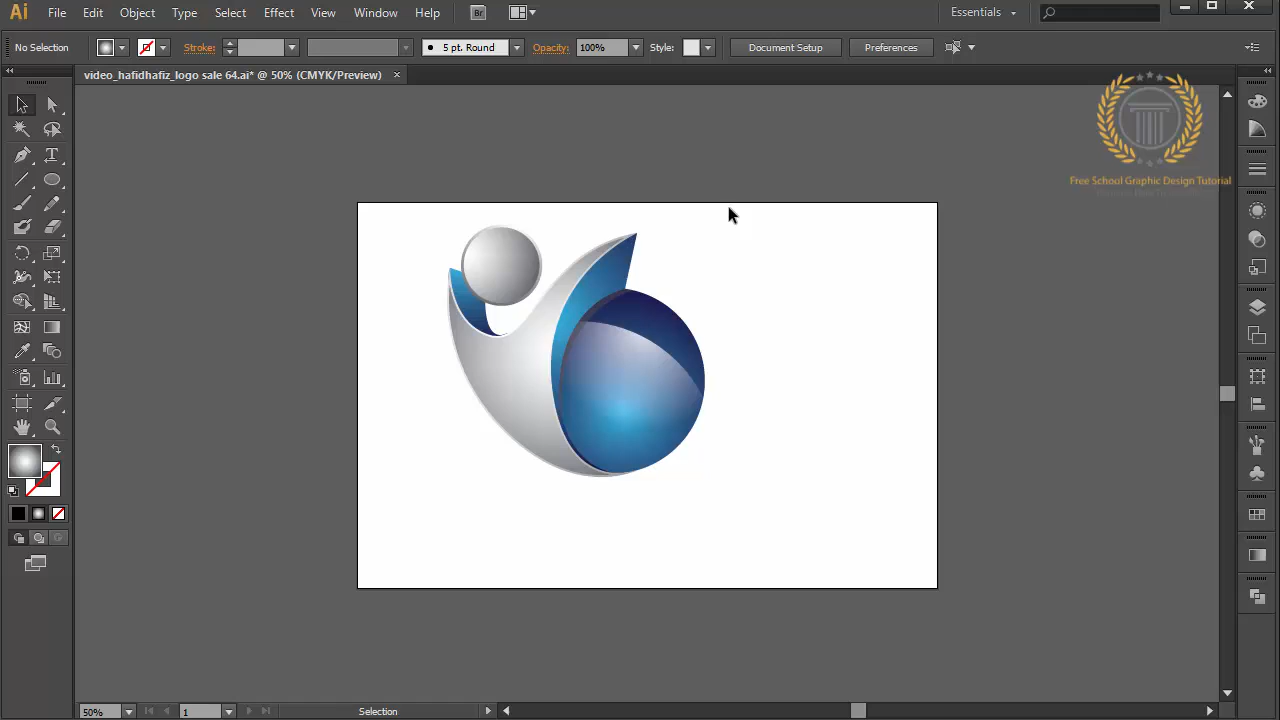 Ai File Edit Object Type Select Effect View Window Help Br Essentials
No Selection Stroke: 5 pt. Round Opacity: 100% Style: Document Setup Preferences
video_hafidhafiz_logo sale 64.ai* @ 50% (CMYK/Preview)
Free School Graphic Design Tutorial
50% 1 Selection